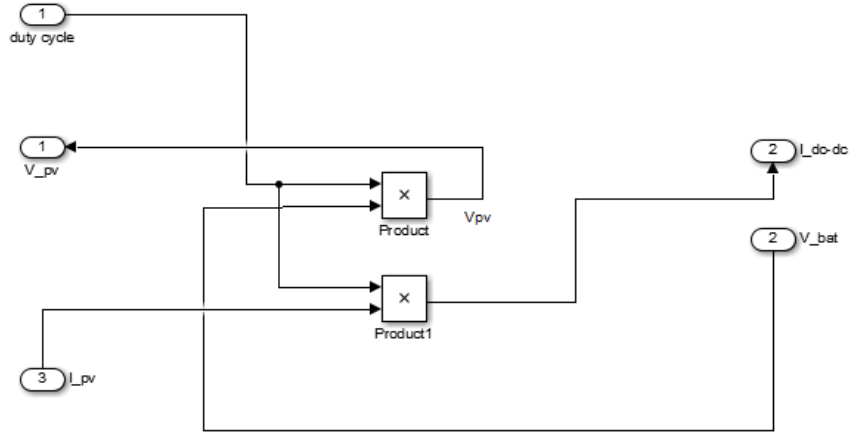 1
duty cycle
1
V_pv
2
I_dc-dc
×
Product
Vpv
2
V_bat
×
Product1
3
I_pv